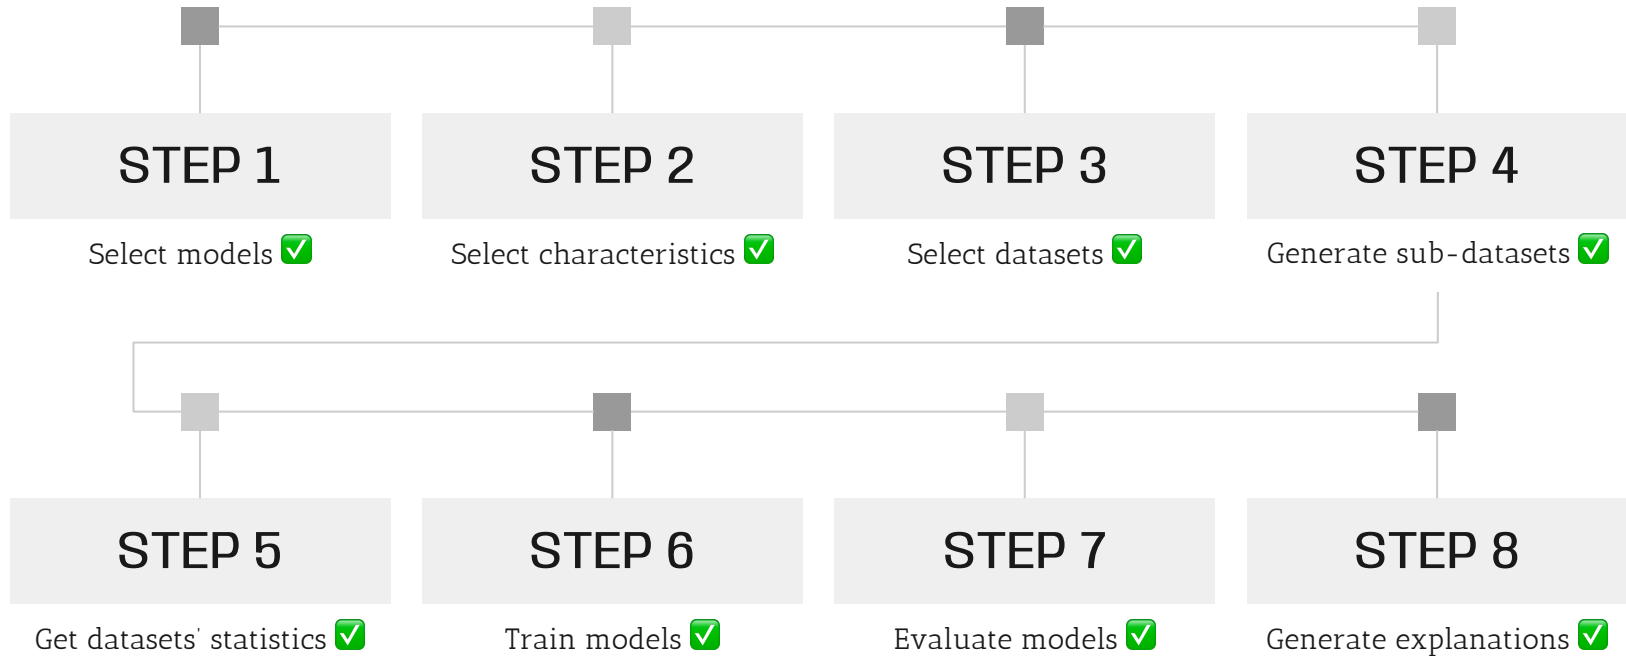 STEP 1
STEP 2
STEP 3
STEP 4
Select models ✅
Select characteristics ✅
Select datasets ✅
Generate sub-datasets ✅
STEP 5
STEP 6
STEP 7
STEP 8
Get datasets' statistics ✅
Train models ✅
Evaluate models ✅
Generate explanations ✅